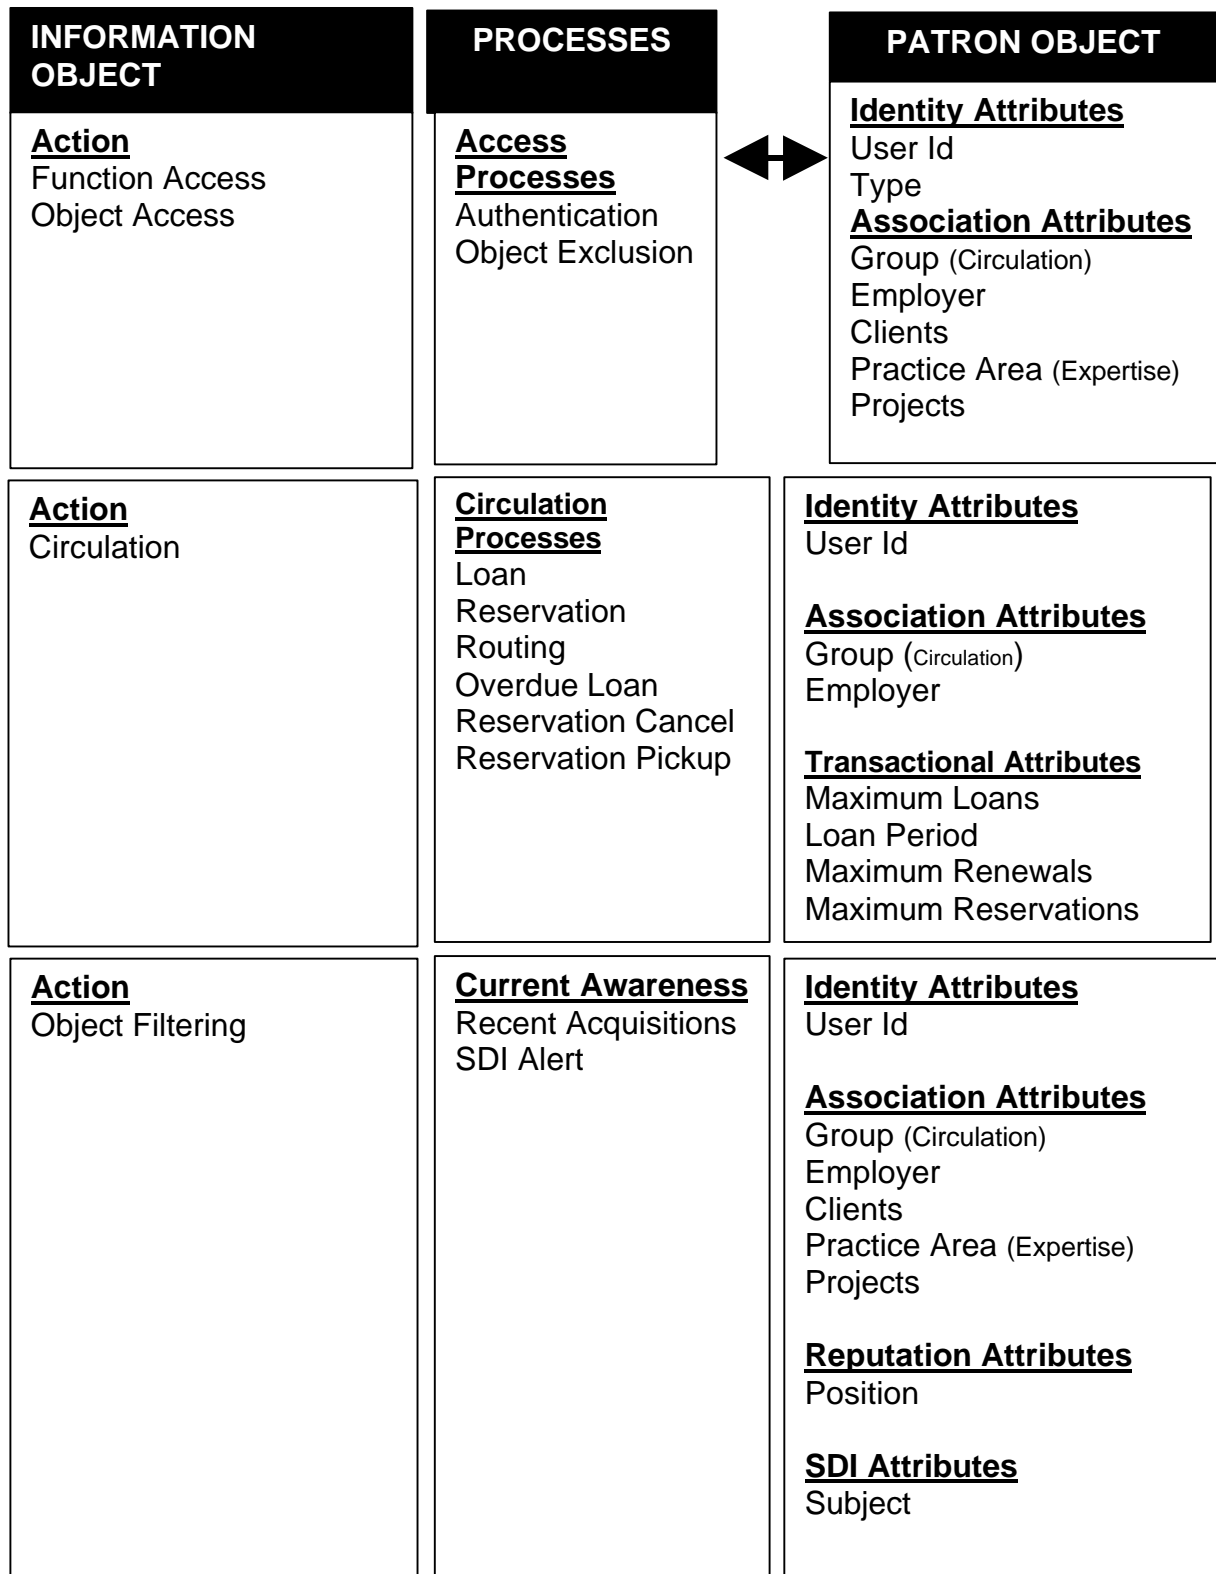 INFORMATION
OBJECT
PROCESSES
PATRON OBJECT
Action
Function Access
Object Access
Access
Processes
Authentication
Object Exclusion
Identity Attributes
User Id
Type
Association Attributes
Group (Circulation)
Employer
Clients
Practice Area (Expertise)
Projects
Action
Circulation
Circulation
Processes
Loan
Reservation
Routing
Overdue Loan
Reservation Cancel
Reservation Pickup
Identity Attributes
User Id
Association Attributes
Group (Circulation)
Employer
Transactional Attributes
Maximum Loans
Loan Period
Maximum Renewals
Maximum Reservations
Action
Object Filtering
Current Awareness
Recent Acquisitions
SDI Alert
Identity Attributes
User Id
Association Attributes
Group (Circulation)
Employer
Clients
Practice Area (Expertise)
Projects
Reputation Attributes
Position
SDI Attributes
Subject